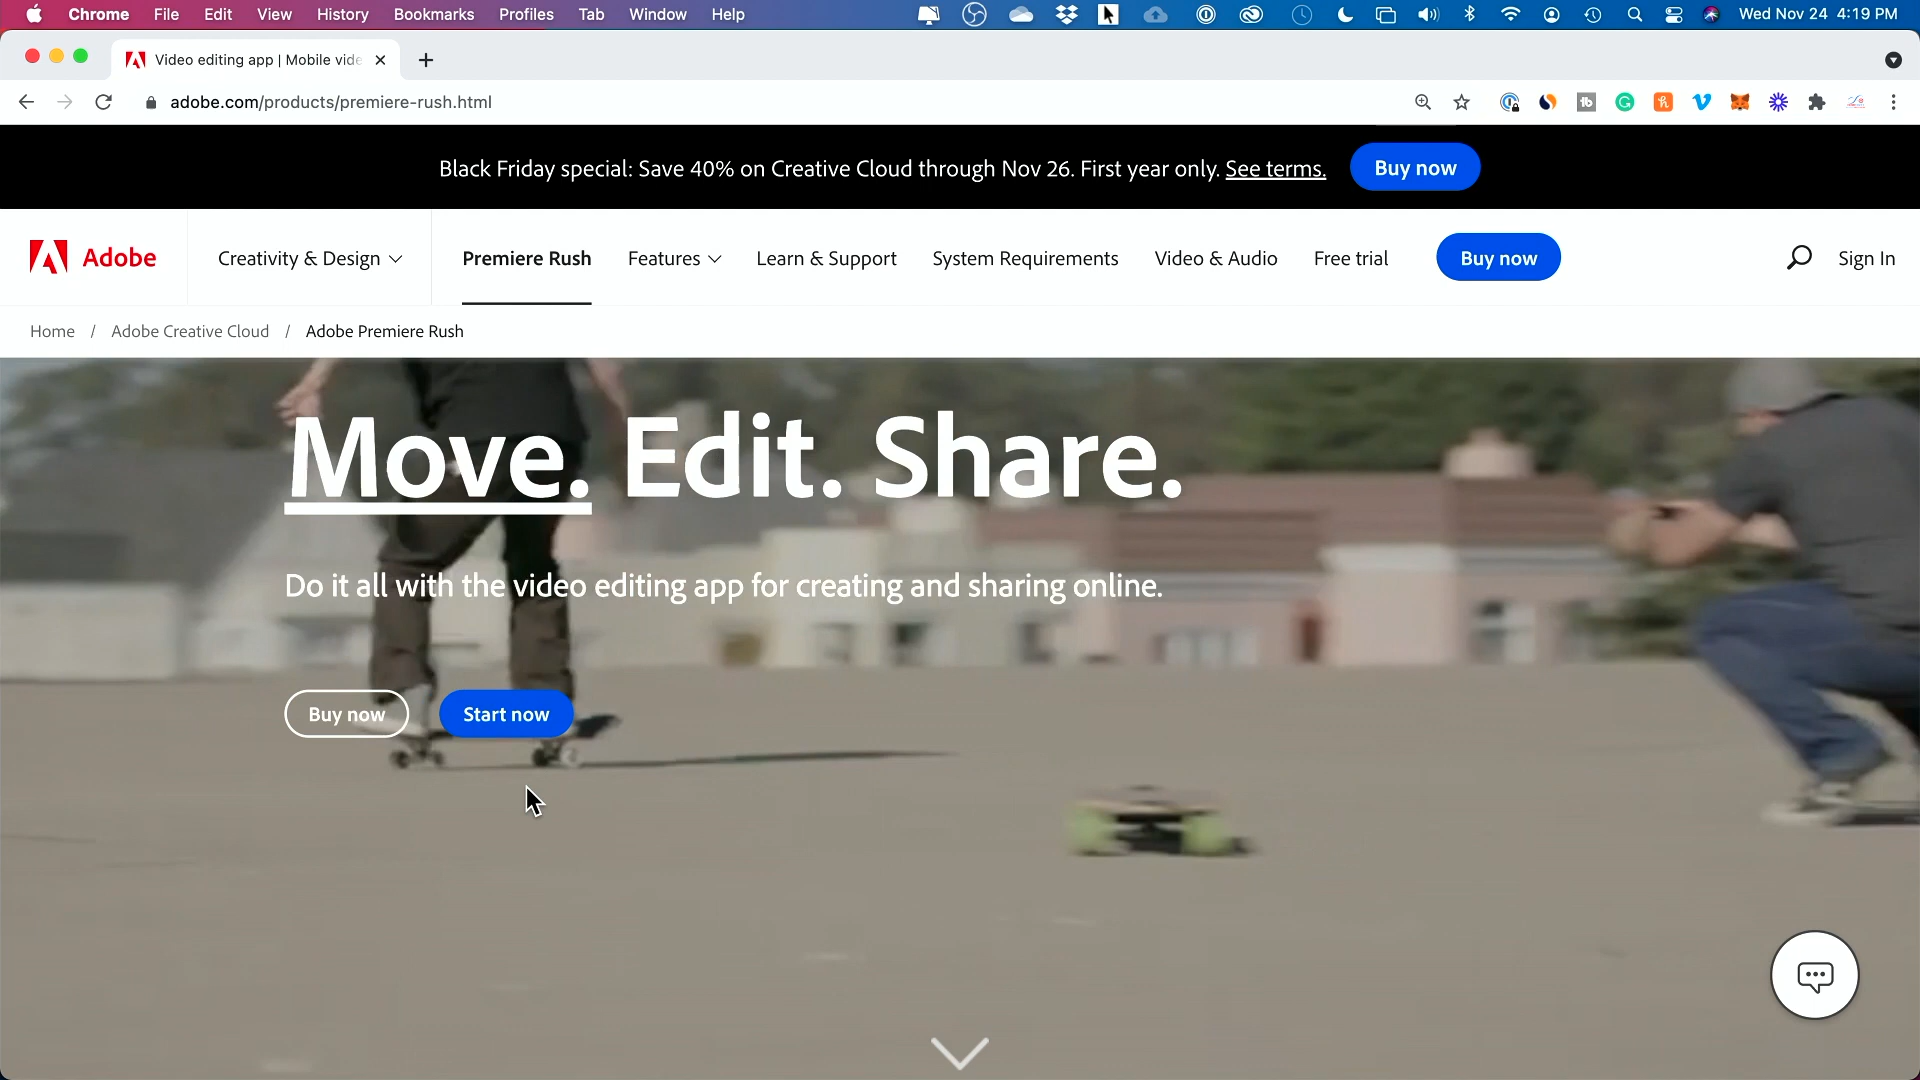 Chrome File Edit View History Bookmarks Profiles Tab Window Help Wed Nov 24 4:19 PM
Video editing app | Mobile vide
adobe.com/products/premiere-rush.html
Black Friday special: Save 40% on Creative Cloud through Nov 26. First year only. See terms. Buy now
Adobe Creativity & Design Premiere Rush Features Learn & Support System Requirements Video & Audio Free trial Buy now Sign In
Home / Adobe Creative Cloud / Adobe Premiere Rush
Move. Edit. Share.
Do it all with the video editing app for creating and sharing online.
Buy now Start now